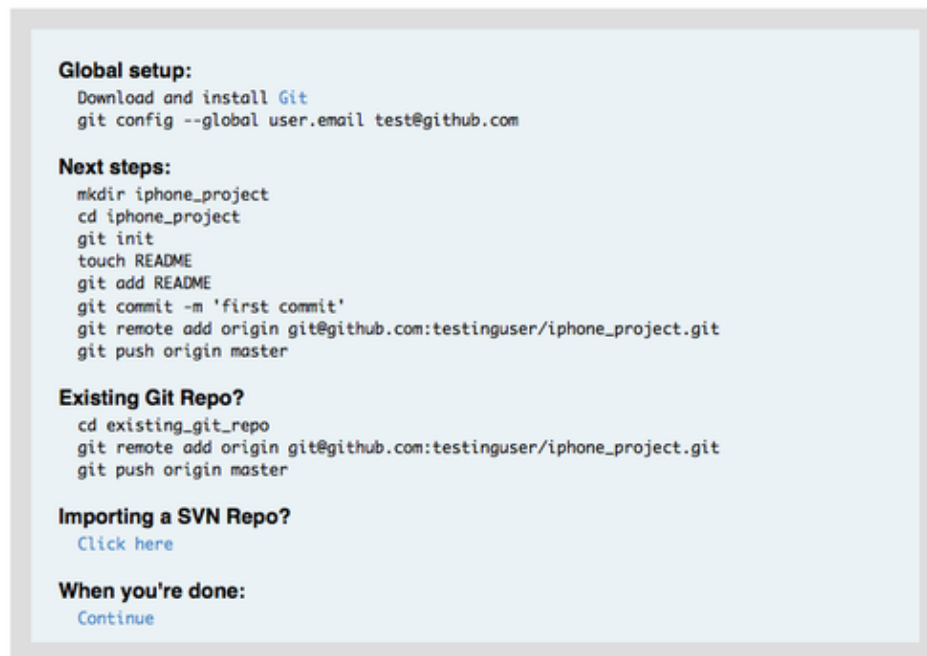 Global setup:
Download and install Git
git config --global user.email test@github.com
Next steps:
mkdir iphone_project
cd iphone_project
git init
touch README
git add README
git commit -m 'first commit'
git remote add origin git@github.com:testinguser/iphone_project.git
git push origin master
Existing Git Repo?
cd existing_git_repo
git remote add origin git@github.com:testinguser/iphone_project.git
git push origin master
Importing a SVN Repo?
Click here
When you're done:
Continue